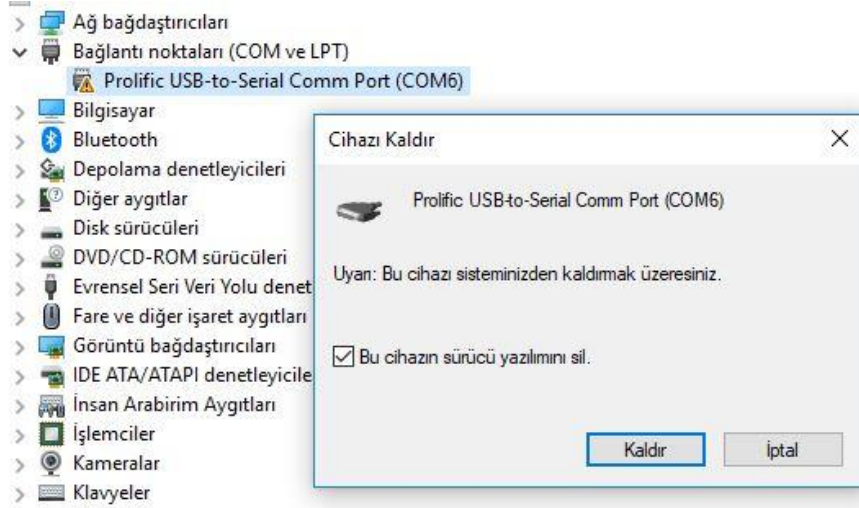 Ağ bağdaştırıcıları
Bağlantı noktaları (COM ve LPT)
Prolific USB-to-Serial Comm Port (COM6)
Bilgisayar
Bluetooth
Depolama denetleyicileri
Diğer aygıtlar
Disk sürücüleri
DVD/CD-ROM sürücüleri
Evrensel Seri Veri Yolu denet
Fare ve diğer işaret aygıtları
Görüntü bağdaştırıcıları
IDE ATA/ATAPI denetleyicile
İnsan Arabirim Aygıtları
İşlemciler
Kameralar
Klavyeler
Cihazı Kaldır
Prolific USB-to-Serial Comm Port (COM6)
Uyarı: Bu cihazı sisteminizden kaldırmak üzeresiniz.
Bu cihazın sürücü yazılımını sil.
Kaldır
İptal